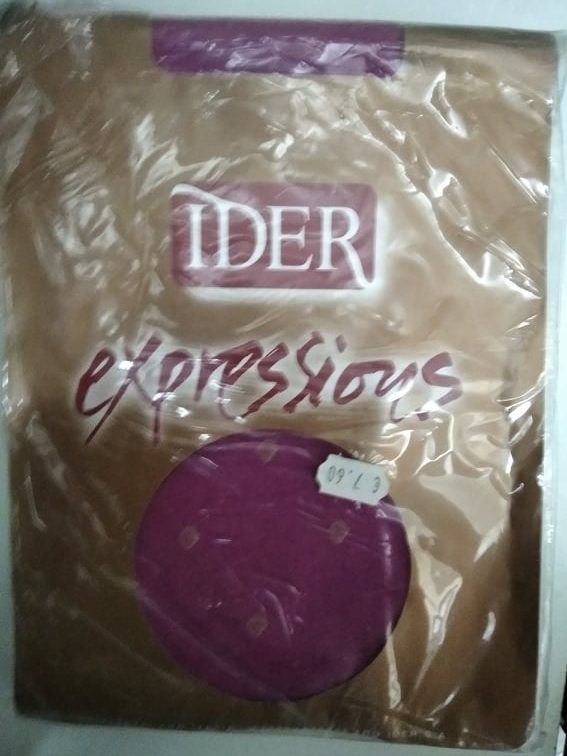 IDER
expressions
€ 7.60